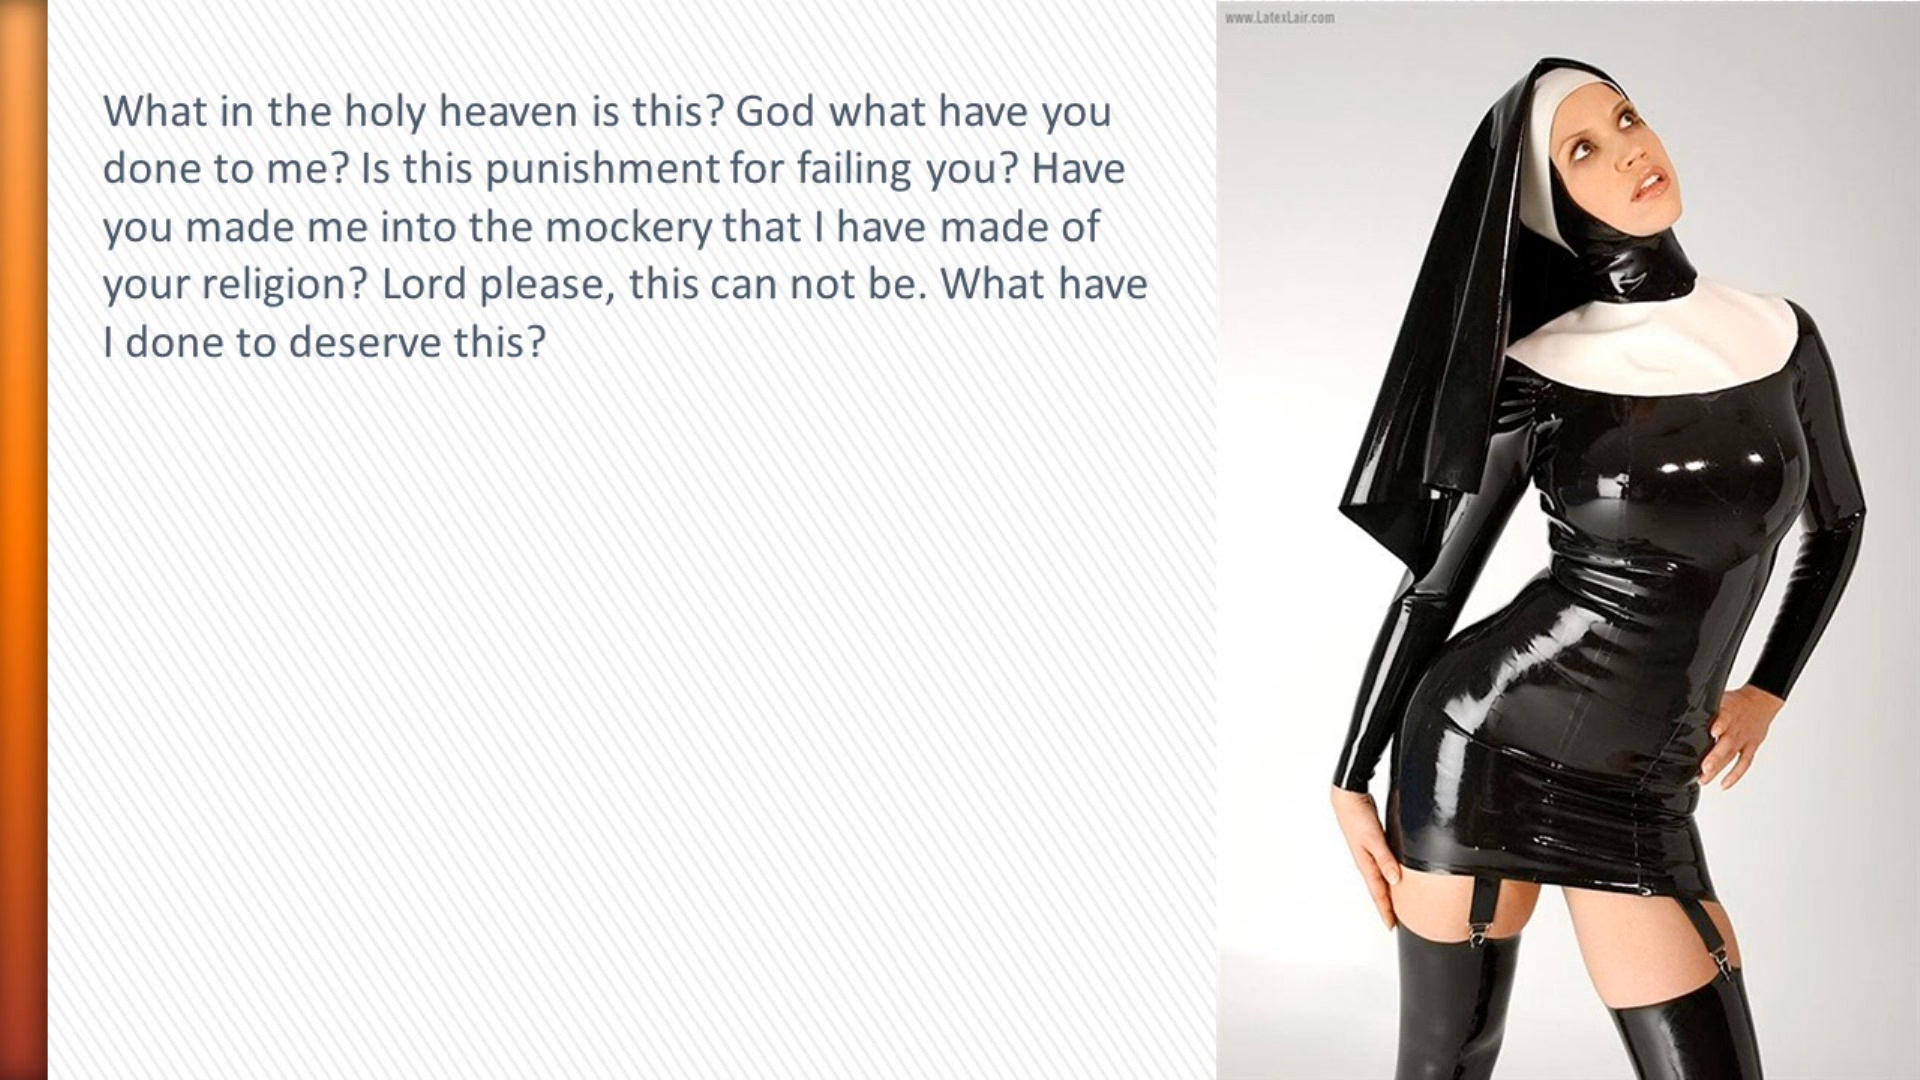 www.LatexLair.com
What in the holy heaven is this? God what have you
done to me? Is this punishment for failing you? Have
you made me into the mockery that I have made of
your religion? Lord please, this can not be. What have
I done to deserve this?